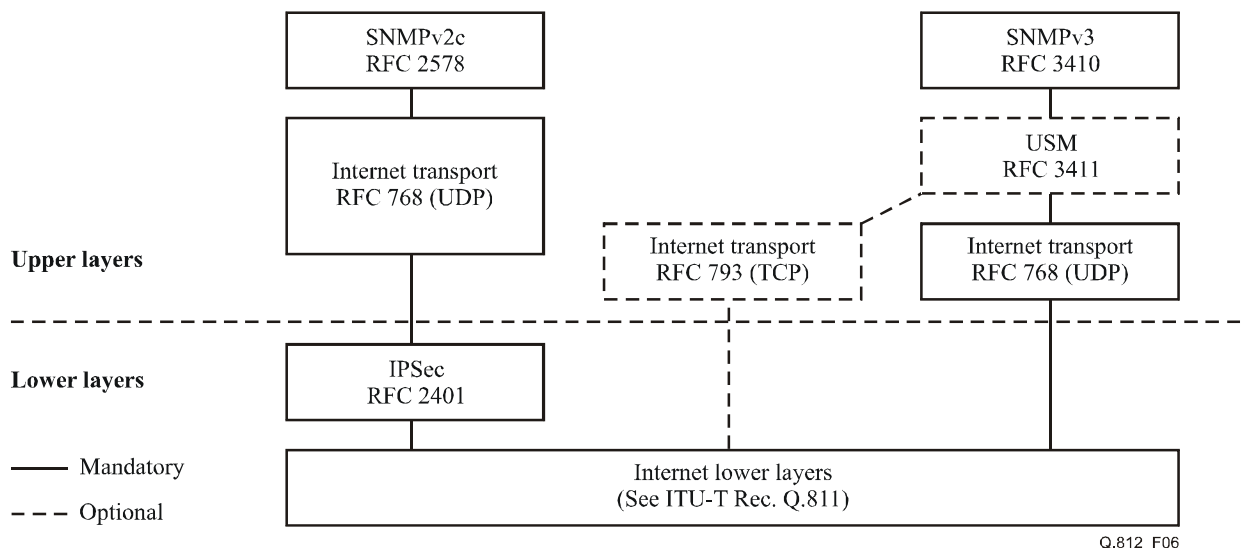 SNMPv2c
RFC 2578
SNMPv3
RFC 3410
USM
RFC 3411
Internet transport
RFC 768 (UDP)
Internet transport
RFC 793 (TCP)
Internet transport
RFC 768 (UDP)
Upper layers
Lower layers
IPSec
RFC 2401
Mandatory
Optional
Internet lower layers
(See ITU-T Rec. Q.811)
Q.812_F06